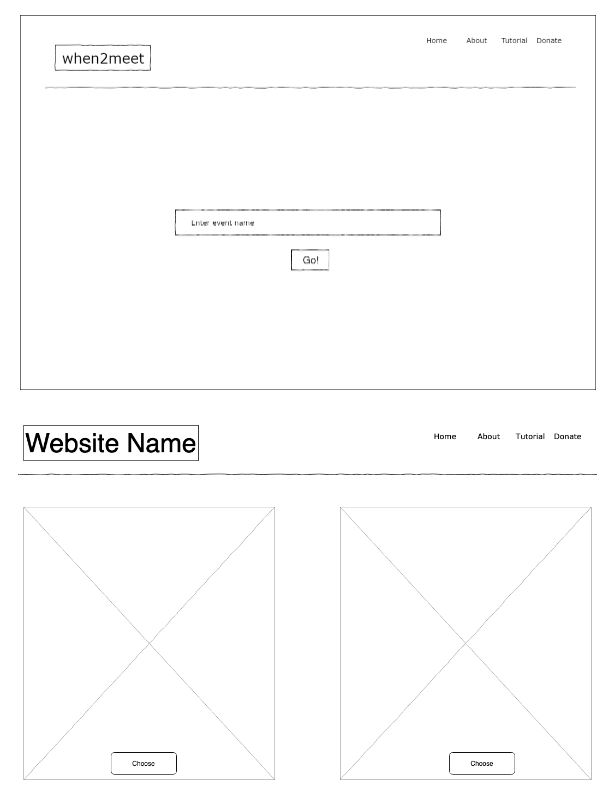 Home About Tutorial Donate
when2meet
Enter event name
Go!
Website Name
Home About Tutorial Donate
Choose
Choose